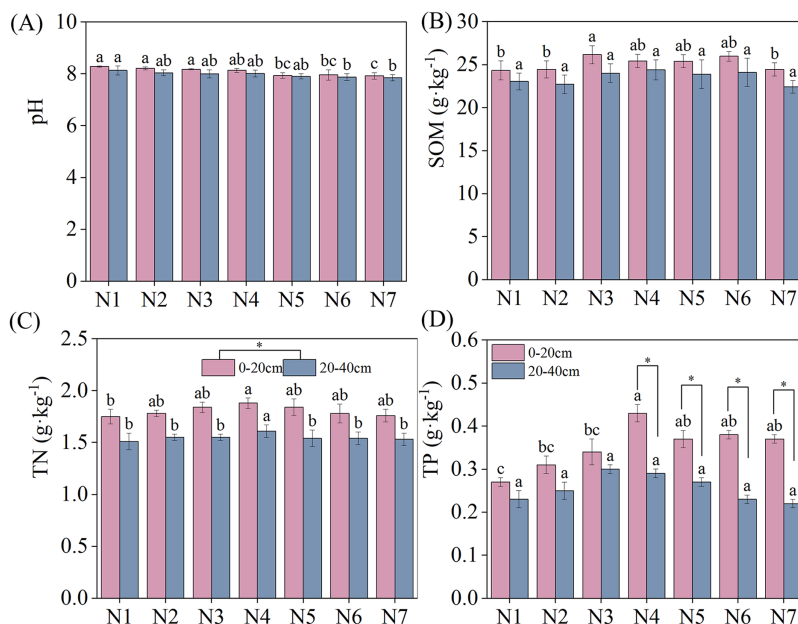 (A)
10
8
6
4
2
0
pH
a a a ab a ab ab ab bc ab bc b c b
N1 N2 N3 N4 N5 N6 N7
(B)
30
25
20
15
10
5
0
SOM (g·kg-1)
b a b a a a ab a ab a ab a b a
N1 N2 N3 N4 N5 N6 N7
(C)
2.5
2.0
1.5
1.0
0.5
0.0
TN (g·kg-1)
*
0-20cm 20-40cm
b b ab b ab b a a ab b ab b ab b
N1 N2 N3 N4 N5 N6 N7
(D)
0.6
0.5
0.4
0.3
0.2
0.1
0.0
TP (g·kg-1)
0-20cm
20-40cm
* * * *
c a bc a bc a a a ab a ab a ab a
N1 N2 N3 N4 N5 N6 N7